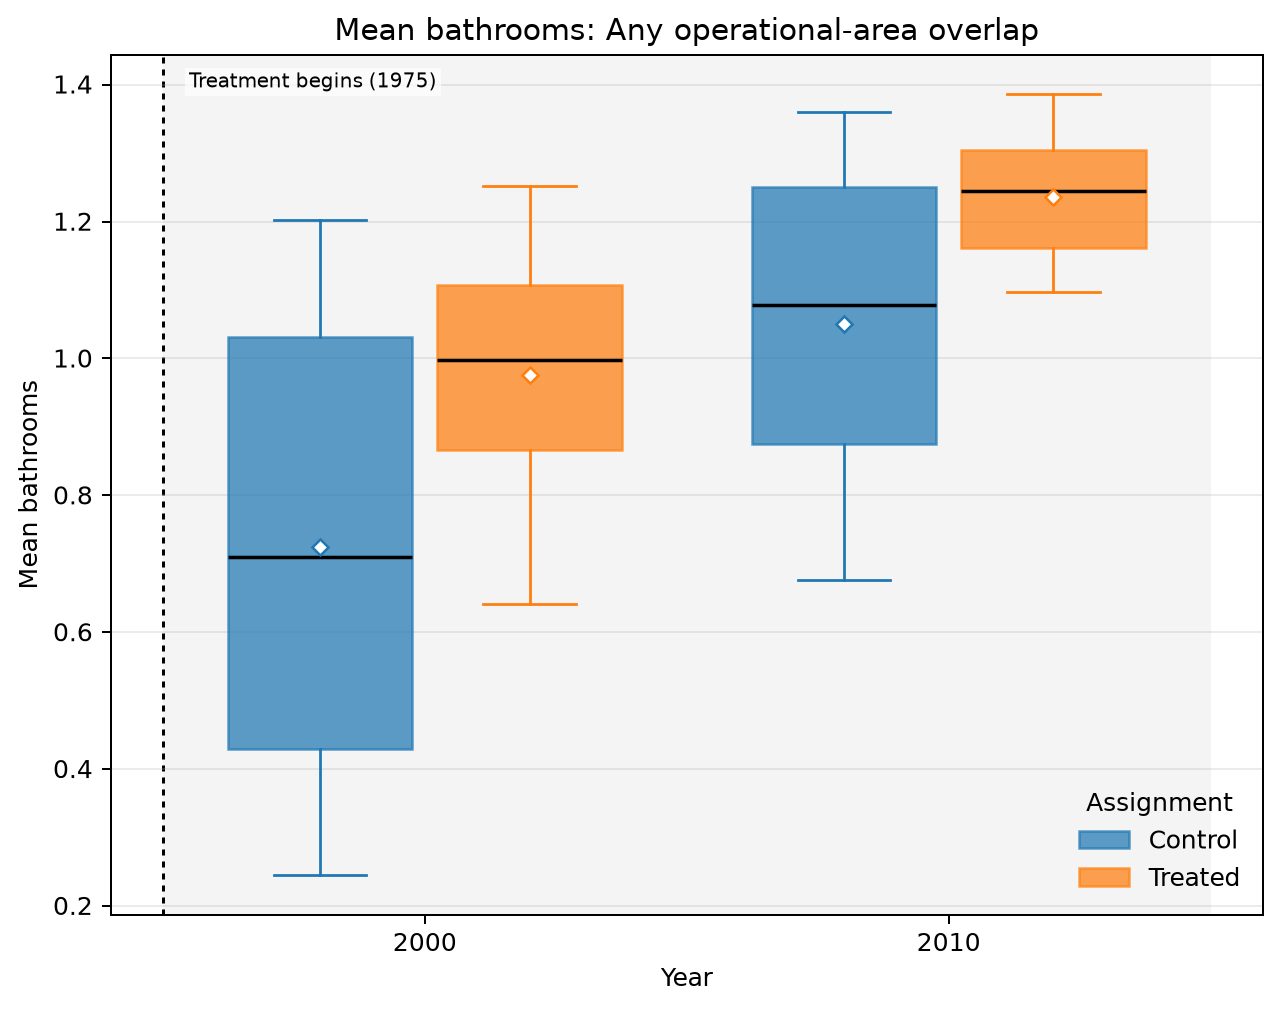 Mean bathrooms: Any operational-area overlap
Treatment begins (1975)
1.4
1.2
1.0
0.8
0.6
0.4
0.2
Mean bathrooms
Assignment
Control
Treated
2000
2010
Year